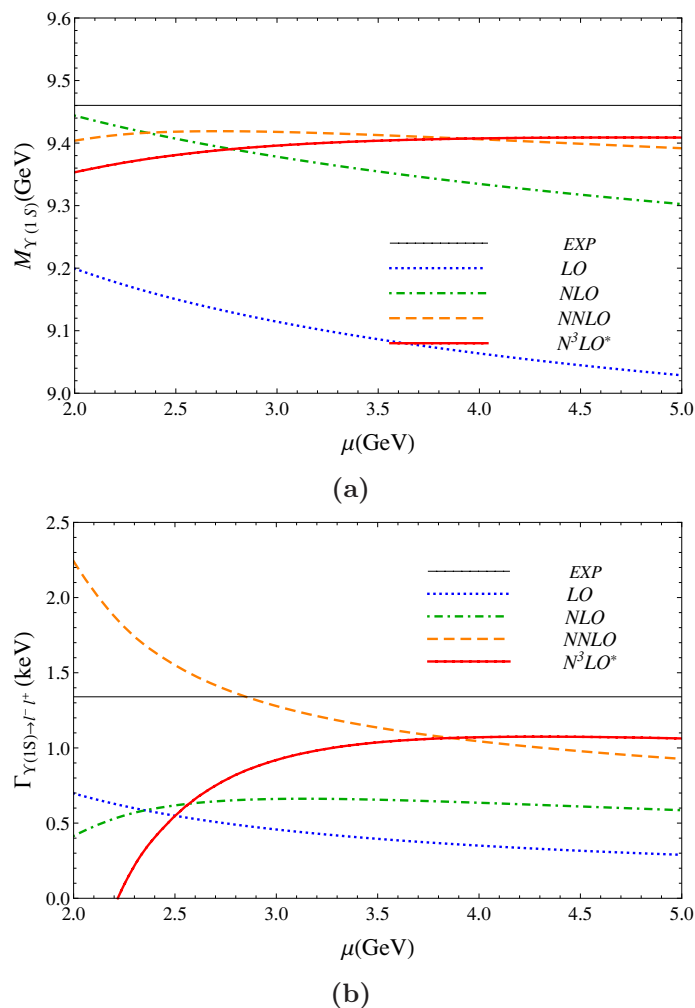 9.6
9.5
9.4
9.3
9.2
9.1
9.0
M_Υ(1S)(GeV)
EXP
LO
NLO
NNLO
N³LO*
2.0 2.5 3.0 3.5 4.0 4.5 5.0
μ(GeV)
(a)
2.5
2.0
1.5
1.0
0.5
0.0
Γ_Υ(1S)→l⁻l⁺ (keV)
EXP
LO
NLO
NNLO
N³LO*
2.0 2.5 3.0 3.5 4.0 4.5 5.0
μ(GeV)
(b)